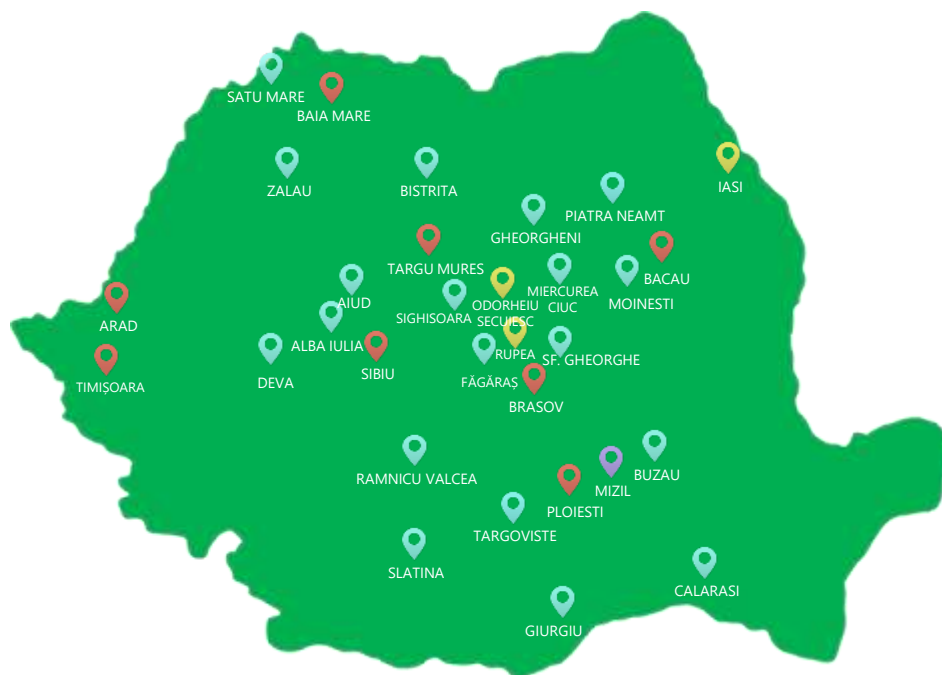 SATU MARE
BAIA MARE
ZALAU
BISTRITA
IASI
PIATRA NEAMT
GHEORGHENI
TARGU MURES
BACAU
MIERCUREA
CIUC
MOINESTI
AIUD
SIGHISOARA
ODORHEIU
SECUIESC
ARAD
ALBA IULIA
RUPEA
SF. GHEORGHE
SIBIU
DEVA
FĂGĂRAȘ
TIMIȘOARA
BRASOV
RAMNICU VALCEA
BUZAU
MIZIL
PLOIESTI
TARGOVISTE
SLATINA
CALARASI
GIURGIU